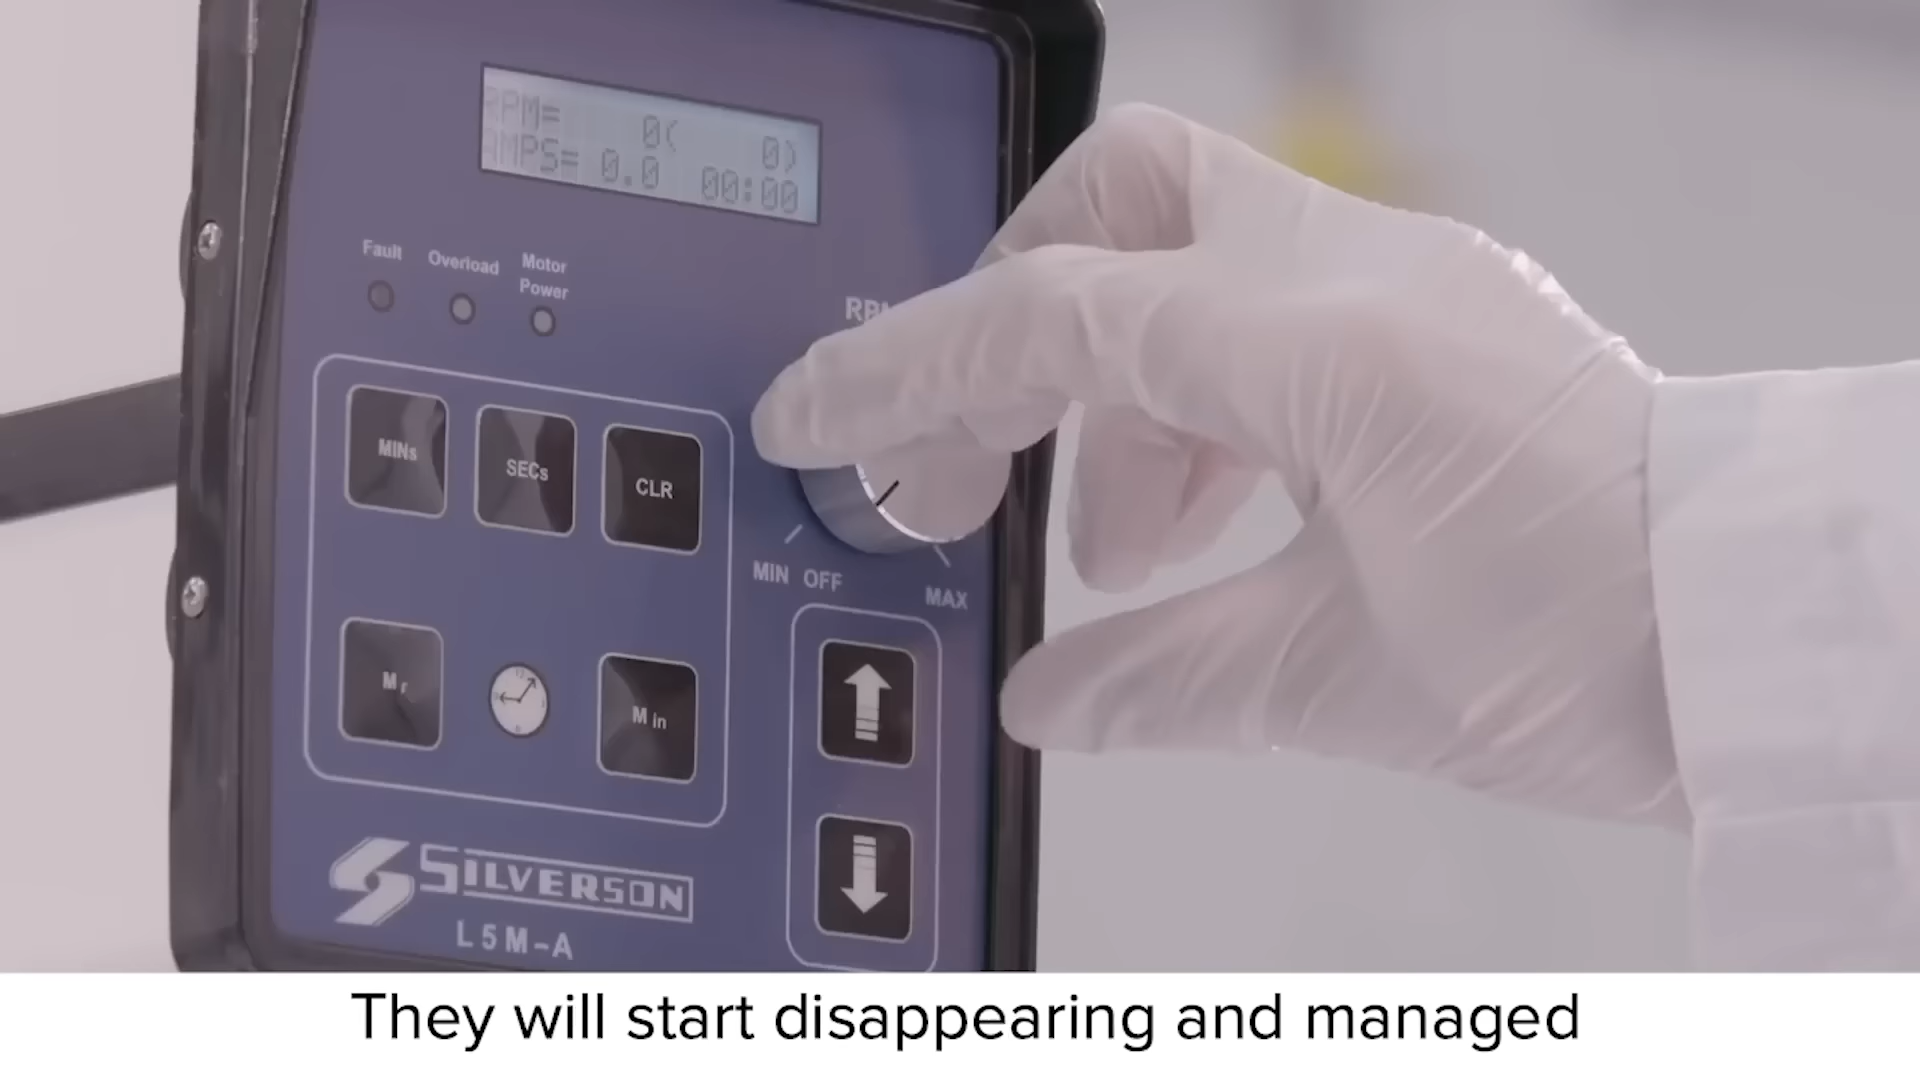 RPM= 0( 0)
AMPS= 0.0 00:00
Fault
Overload
Motor
Power
MINs
SECs
CLR
MIN OFF
MAX
M r
M in
SILVERSON
L5M-A
They will start disappearing and managed